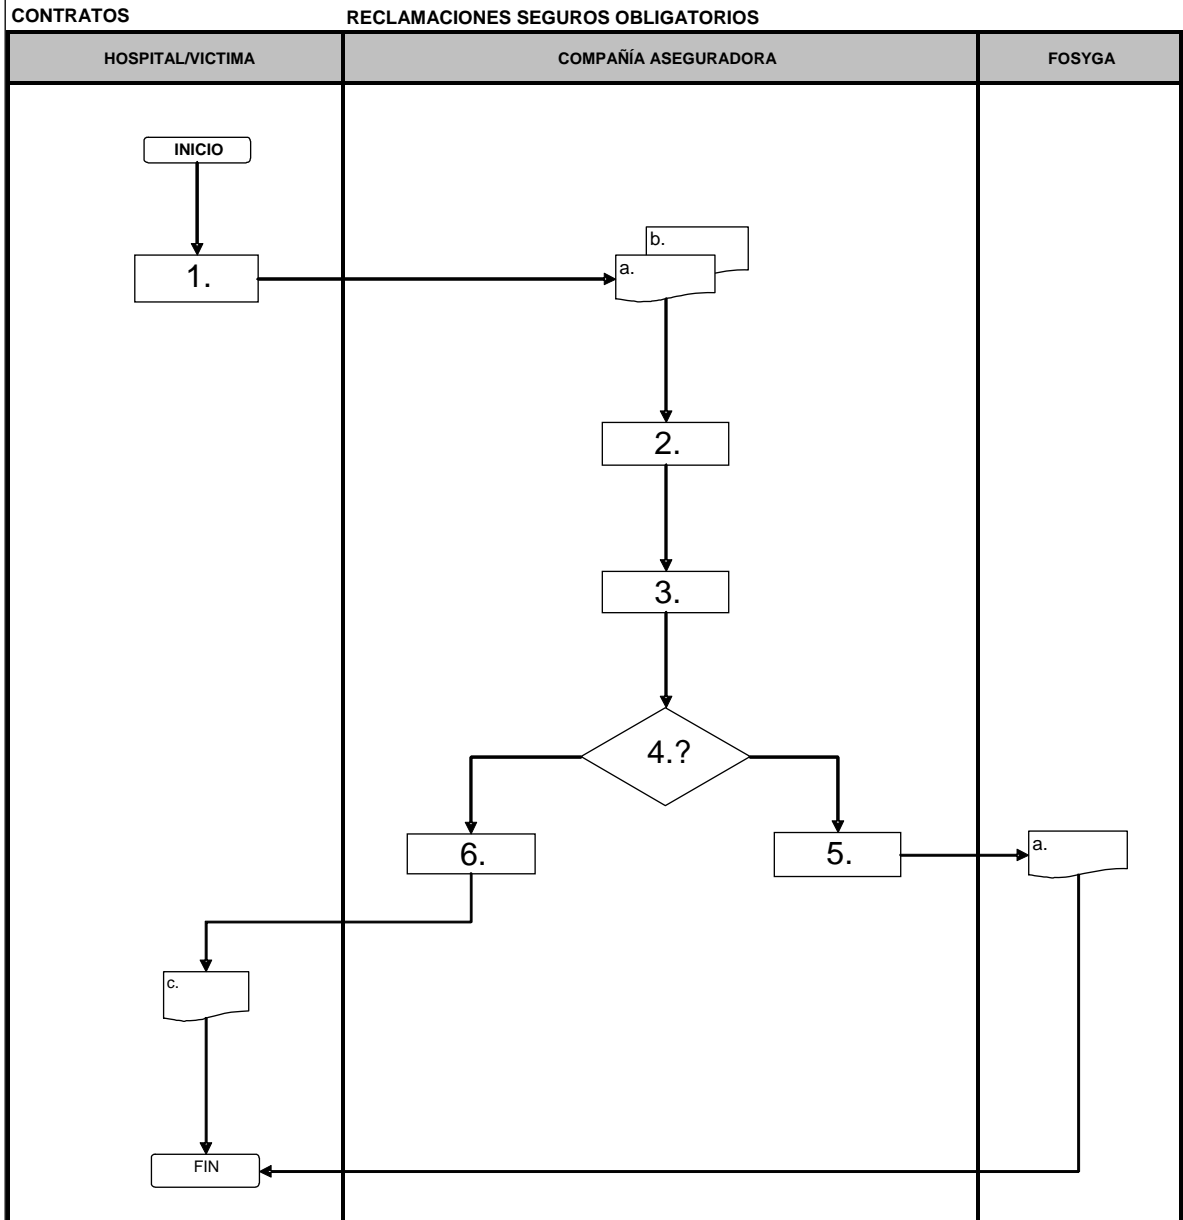 CONTRATOS
RECLAMACIONES SEGUROS OBLIGATORIOS
HOSPITAL/VICTIMA
COMPAÑÍA ASEGURADORA
FOSYGA
INICIO
b.
a.
1.
2.
3.
4.?
6.
5.
a.
c.
FIN